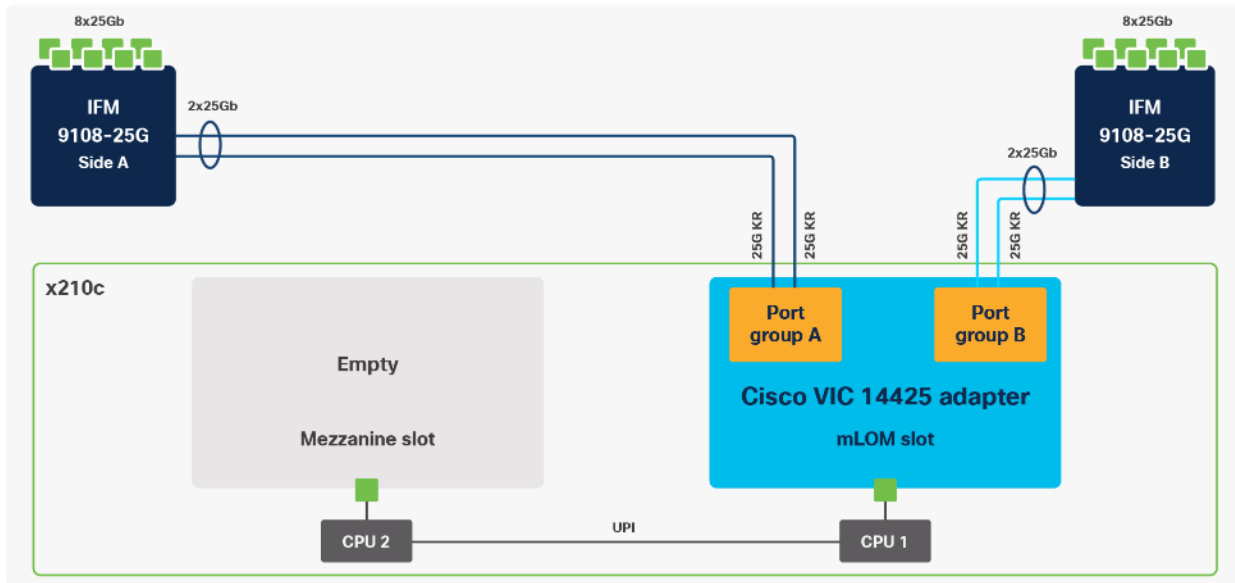 8x25Gb
8x25Gb
IFM
9108-25G
Side A
2x25Gb
IFM
9108-25G
Side B
2x25Gb
25G KR
25G KR
25G KR
25G KR
x210c
Port
group A
Port
group B
Empty
Mezzanine slot
Cisco VIC 14425 adapter
mLOM slot
CPU 2
UPI
CPU 1